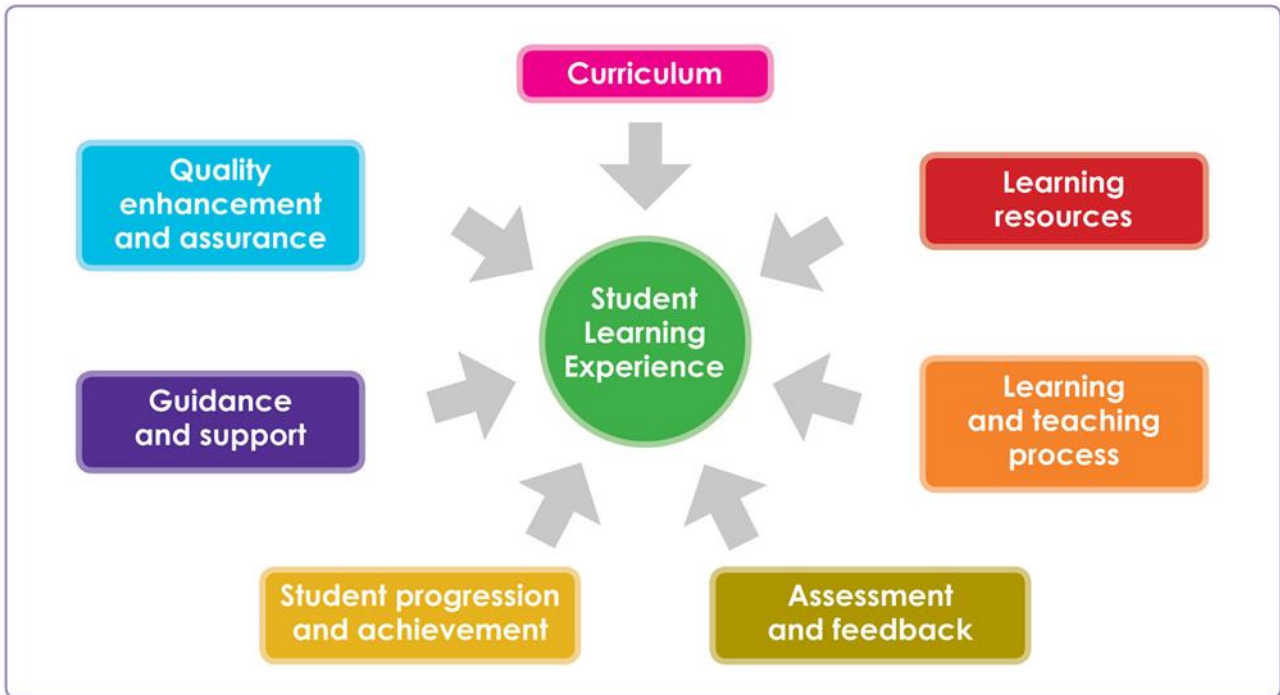 Curriculum
Quality
enhancement
and assurance
Learning
resources
Student
Learning
Experience
Guidance
and support
Learning
and teaching
process
Student progression
and achievement
Assessment
and feedback